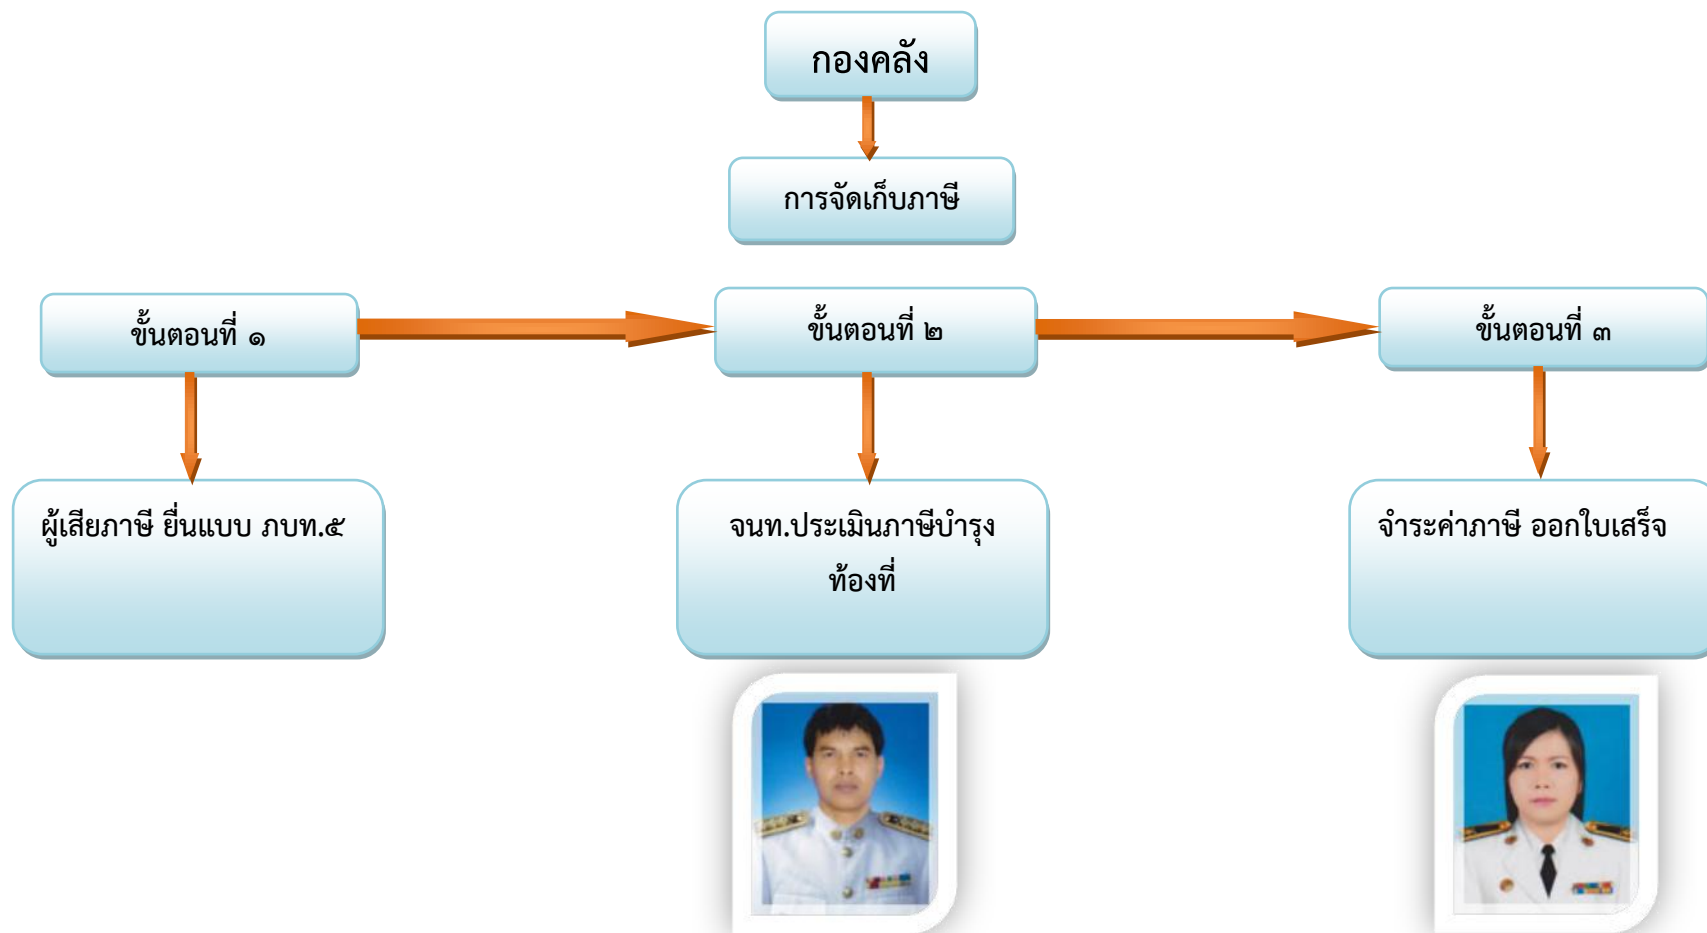 กองคลัง
การจัดเก็บภาษี
ขั้นตอนที่ ๑
ขั้นตอนที่ ๒
ขั้นตอนที่ ๓
ผู้เสียภาษี ยื่นแบบ ภบท.๕
จนท.ประเมินภาษีบำรุง
ท้องที่
จำระค่าภาษี ออกใบเสร็จ